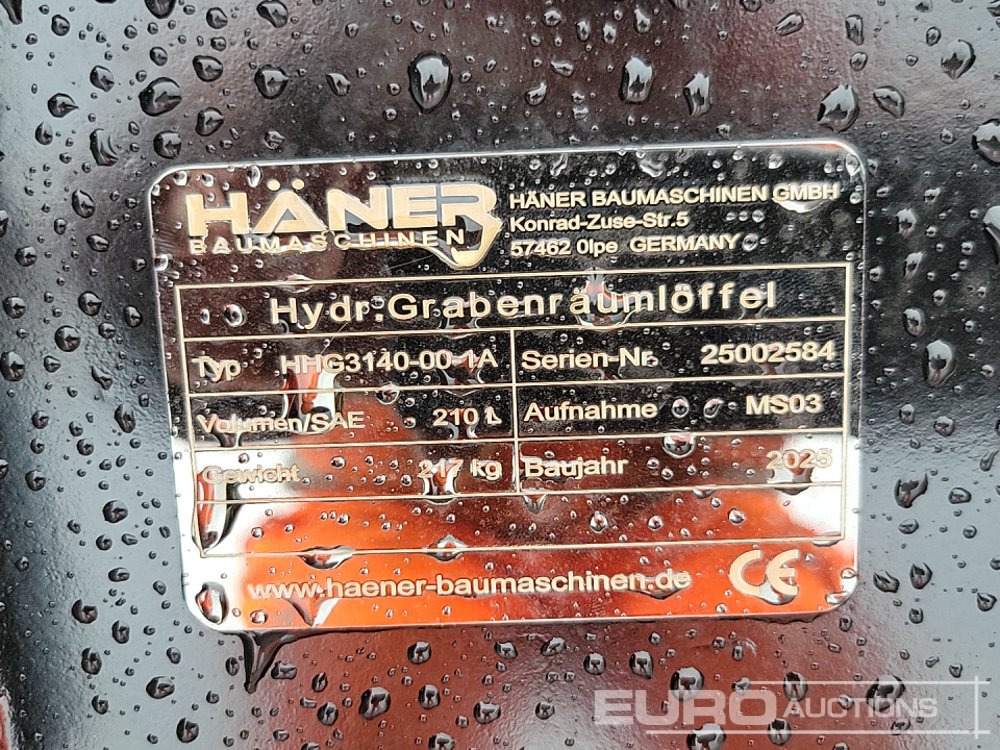 HÄNER
BAUMASCHINEN
HÄNER BAUMASCHINEN GMBH
Konrad-Zuse-Str.5
57462 Olpe GERMANY
Hydr.Grabenräumlöffel
Typ HHG3140-00-1A Serien-Nr. 25002584
Volumen/SAE 210 L Aufnahme MS03
Gewicht 217 kg Baujahr 2025
www.haener-baumaschinen.de CE
EURO AUCTIONS